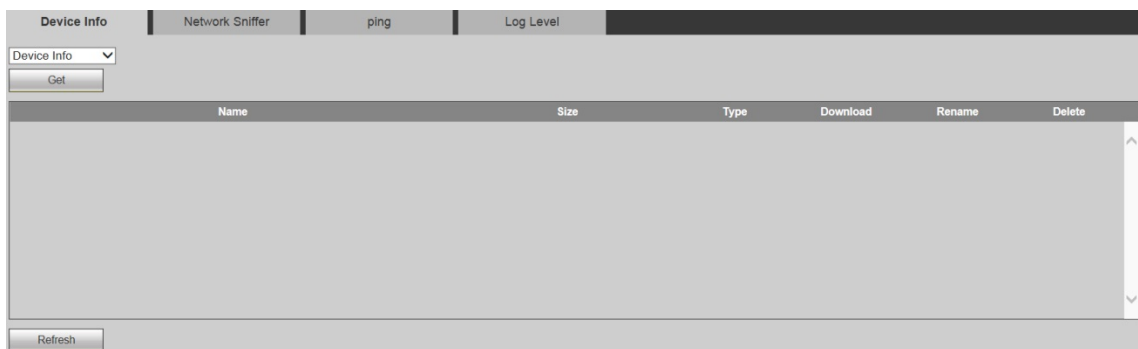 Device Info Network Sniffer ping Log Level
Device Info
Get
Name Size Type Download Rename Delete
Refresh